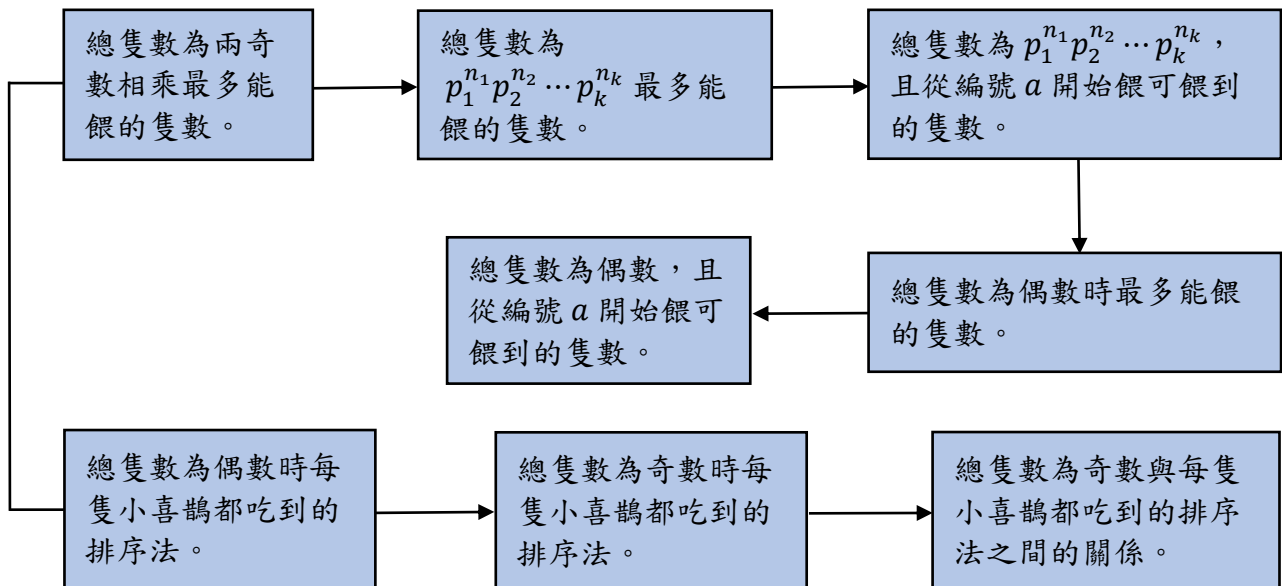 總隻數為兩奇
數相乘最多能
餵的隻數。
總隻數為
$p_1^{n_1}p_2^{n_2}\cdots p_k^{n_k}$ 最多能
餵的隻數。
總隻數為 $p_1^{n_1}p_2^{n_2}\cdots p_k^{n_k}$,
且從編號 a 開始餵可餵到
的隻數。
總隻數為偶數,且
從編號 a 開始餵可
餵到的隻數。
總隻數為偶數時最多能餵
的隻數。
總隻數為偶數時每
隻小喜鵲都吃到的
排序法。
總隻數為奇數時每
隻小喜鵲都吃到的
排序法。
總隻數為奇數與每隻
小喜鵲都吃到的排序
法之間的關係。